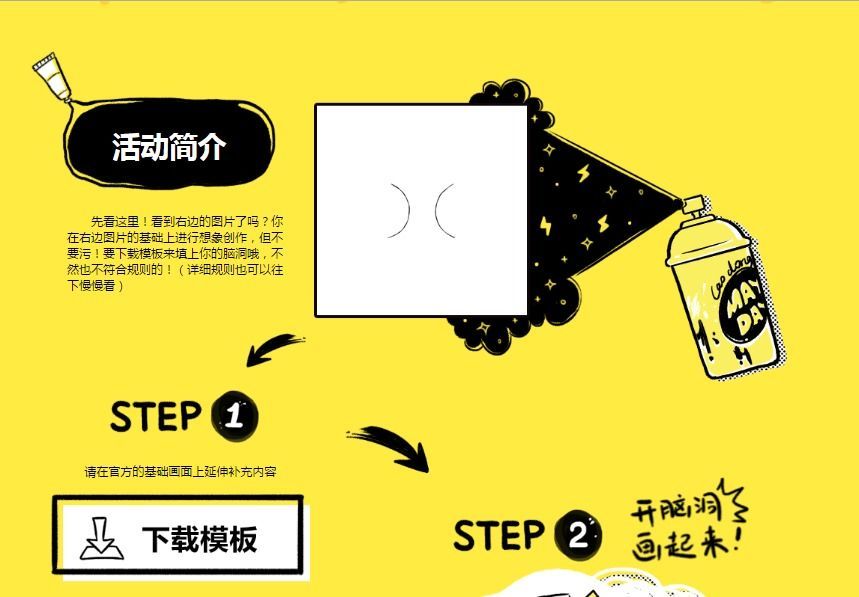 活动简介
先看这里！看到右边的图片了吗？你
在右边图片的基础上进行想象创作，但不
要污！要下载模板来填上你的脑洞哦，不
然也不符合规则的！（详细规则也可以往
下慢慢看）
Lao dong
MAY
DAY
STEP 1
请在官方的基础画面上延伸补充内容
下载模板
STEP 2
开脑洞
画起来！